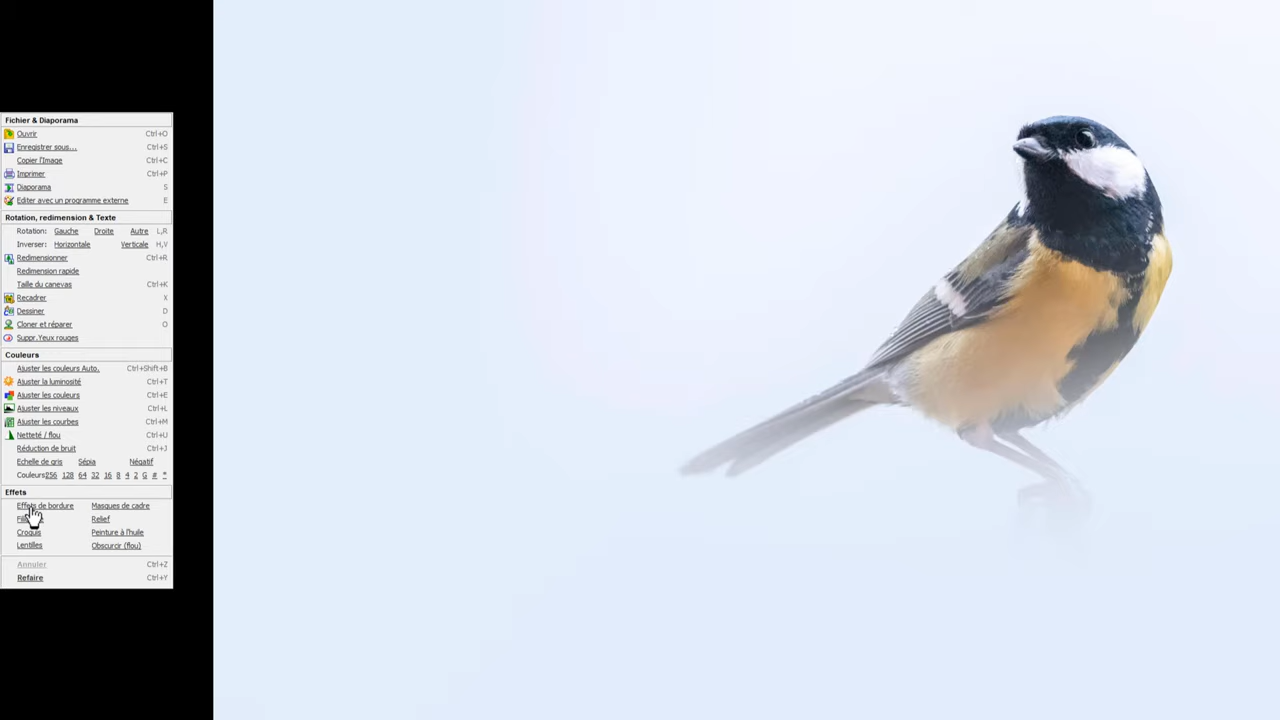 Fichier & Diaporama
Ouvrir Ctrl+O
Enregistrer sous... Ctrl+S
Copier l'Image Ctrl+C
Imprimer Ctrl+P
Diaporama S
Editer avec un programme externe E
Rotation, redimension & Texte
Rotation: Gauche Droite Autre L,R
Inverser: Horizontale Verticale H,V
Redimensionner Ctrl+R
Redimension rapide
Taille du canevas Ctrl+K
Recadrer X
Dessiner D
Cloner et réparer O
Suppr.Yeux rouges
Couleurs
Ajuster les couleurs Auto. Ctrl+Shift+B
Ajuster la luminosité Ctrl+T
Ajuster les couleurs Ctrl+E
Ajuster les niveaux Ctrl+L
Ajuster les courbes Ctrl+M
Netteté / flou Ctrl+U
Réduction de bruit Ctrl+J
Echelle de gris Sépia Négatif
Couleurs256 128 64 32 16 8 4 2 G # *
Effets
Effets de bordure Masques de cadre
Relief
Croquis Peinture à l'huile
Lentilles Obscurcir (flou)
Annuler Ctrl+Z
Refaire Ctrl+Y